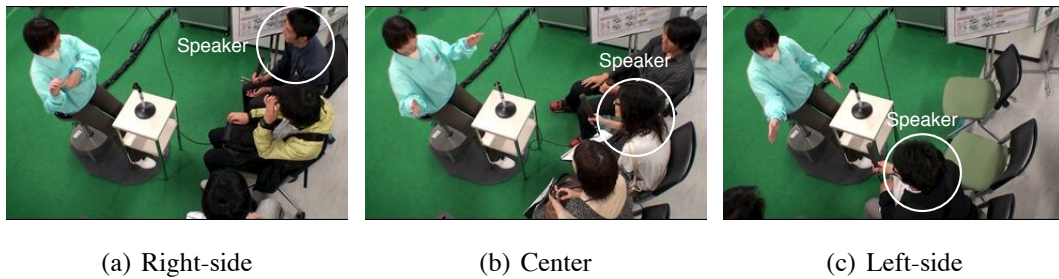 Speaker
Speaker
Speaker
(a) Right-side
(b) Center
(c) Left-side